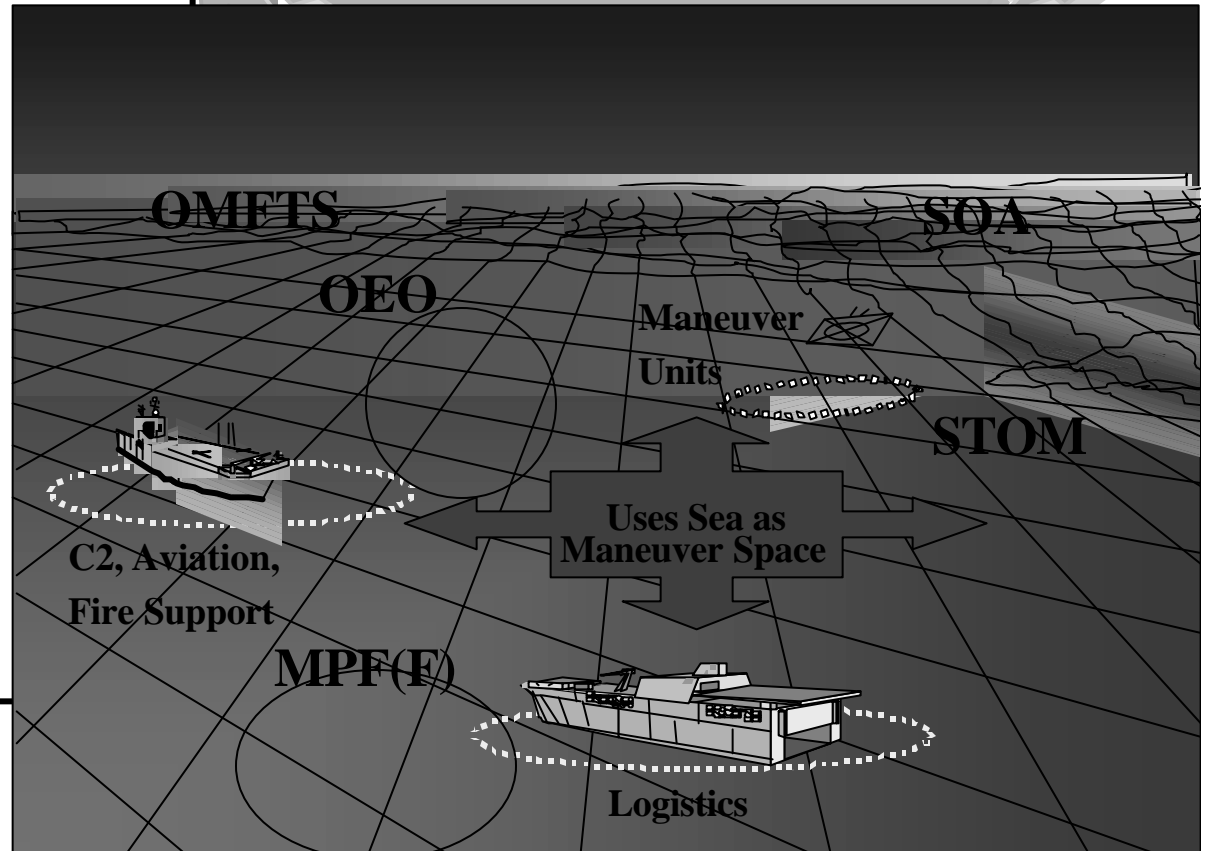 OMFTS
SOA
OEO
Maneuver
Units
STOM
Uses Sea as
Maneuver Space
C2, Aviation,
Fire Support
MPF(F)
Logistics